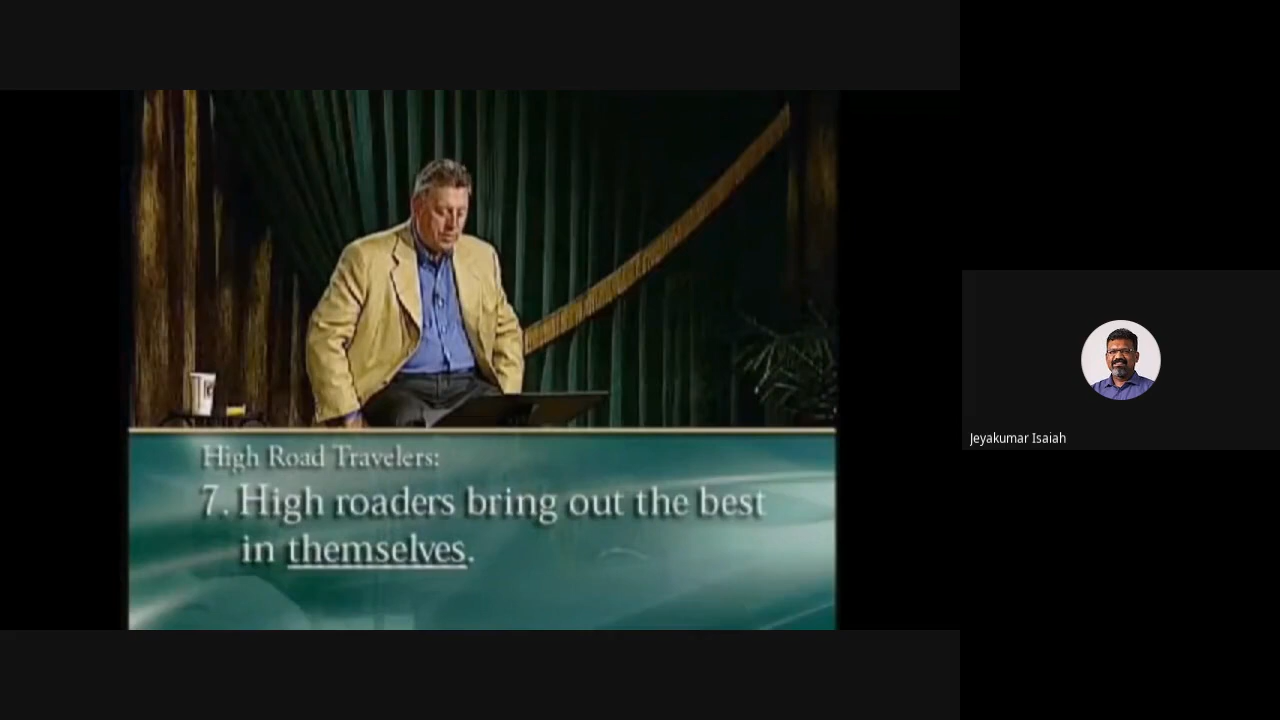 High Road Travelers:
7. High roaders bring out the best
in themselves.
Jeyakumar Isaiah